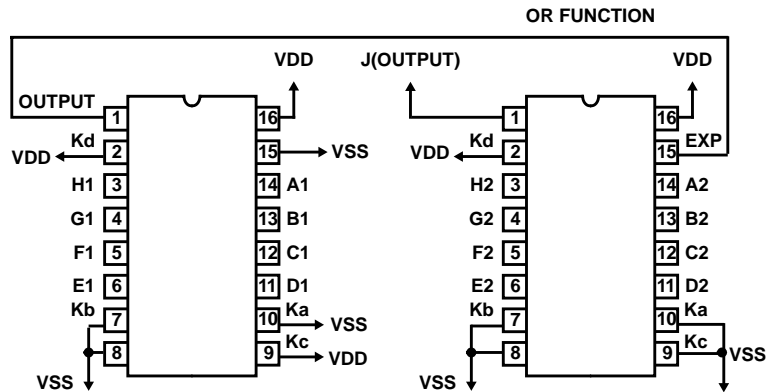 OR FUNCTION
VDD J(OUTPUT) VDD
OUTPUT 1 16 1 16
Kd 2 15 Kd 2 15 EXP
VDD VSS VDD
H1 3 14 A1 H2 3 14 A2
G1 4 13 B1 G2 4 13 B2
F1 5 12 C1 F2 5 12 C2
E1 6 11 D1 E2 6 11 D2
Kb 7 10 Ka Kb 7 10 Ka
VSS
8 9 Kc 8 9 Kc
VSS VDD VSS VSS